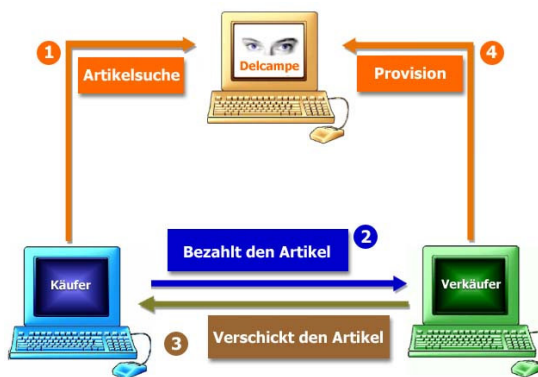 1
Artikelsuche
Delcampe
4
Provision
Bezahlt den Artikel
2
Käufer
Verkäufer
3
Verschickt den Artikel